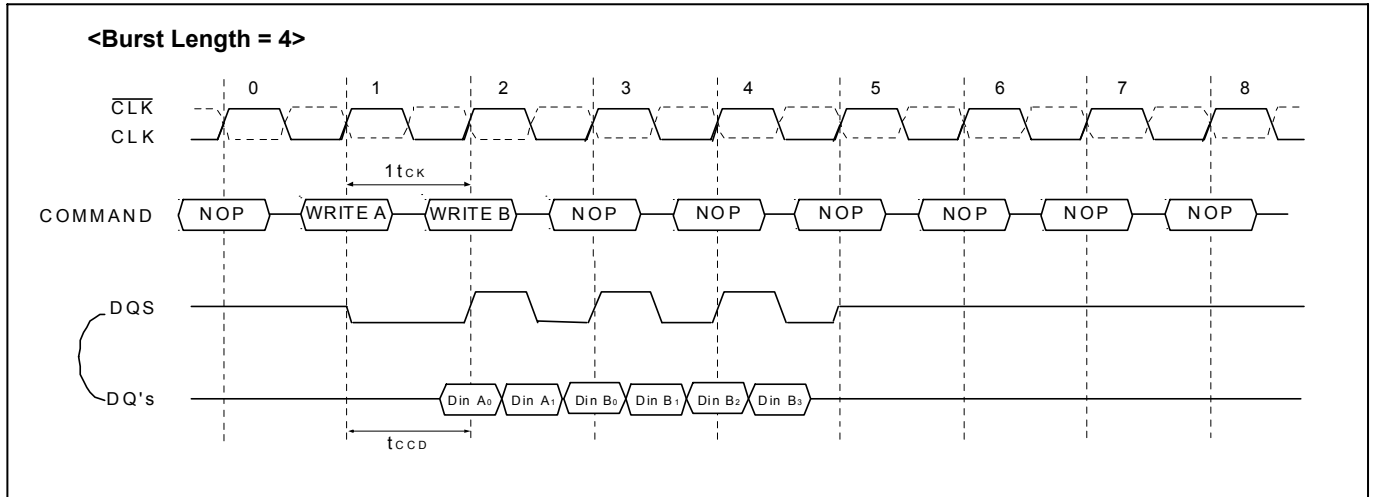 <Burst Length = 4>
0 1 2 3 4 5 6 7 8
CLK
CLK
1tCK
COMMAND NOP WRITE A WRITE B NOP NOP NOP NOP NOP NOP
DQS
DQ's Din A0 Din A1 Din B0 Din B1 Din B2 Din B3
tCCD